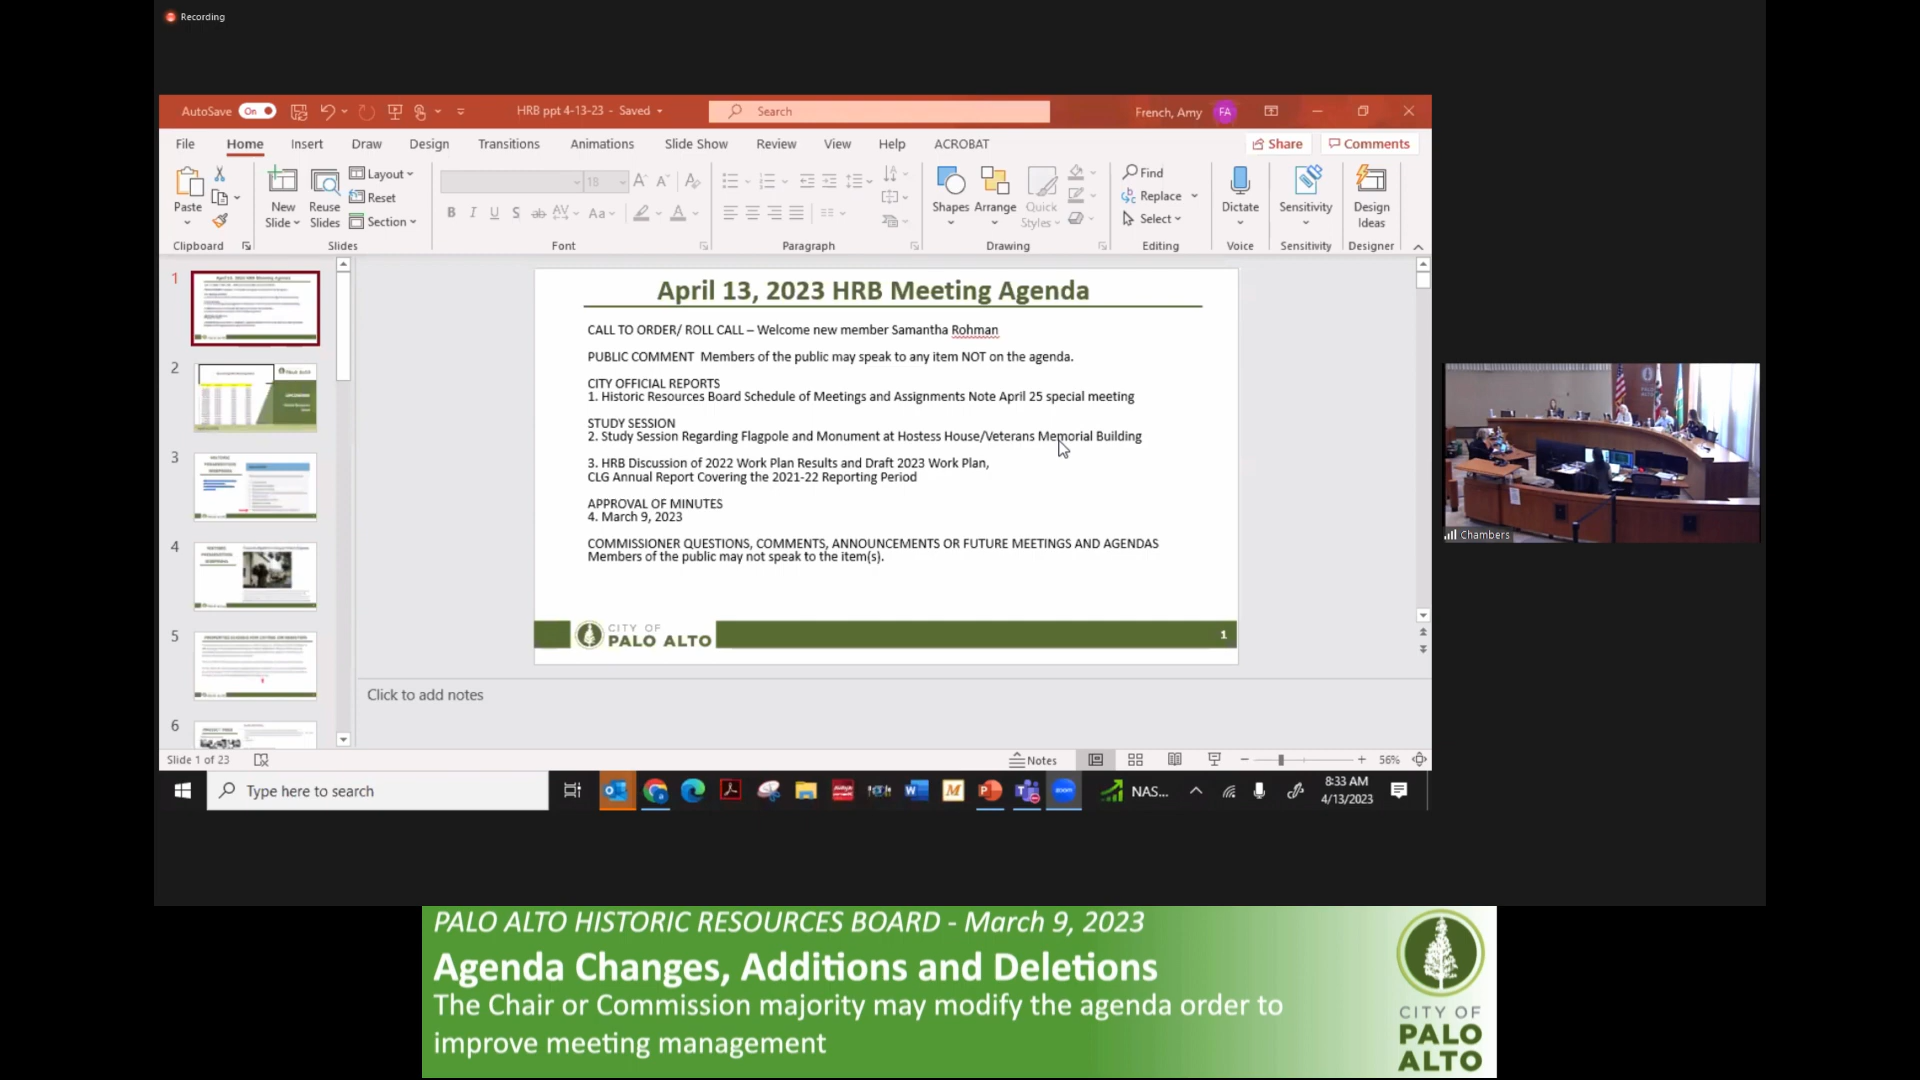 Recording
AutoSave On
HRB ppt 4-13-23 - Saved
Search
French, Amy FA
File Home Insert Draw Design Transitions Animations Slide Show Review View Help ACROBAT
Share Comments
Paste
Clipboard
New Slide
Reuse Slides
Layout
Reset
Section
Slides
18
B I U S ab AV Aa A
Font
Paragraph
Shapes Arrange Quick Styles
Drawing
Find
Replace
Select
Editing
Dictate
Voice
Sensitivity
Sensitivity
Design Ideas
Designer
1
2
3
4
5
6
April 13, 2023 HRB Meeting Agenda
CALL TO ORDER/ ROLL CALL – Welcome new member Samantha Rohman
PUBLIC COMMENT Members of the public may speak to any item NOT on the agenda.
CITY OFFICIAL REPORTS
1. Historic Resources Board Schedule of Meetings and Assignments Note April 25 special meeting
STUDY SESSION
2. Study Session Regarding Flagpole and Monument at Hostess House/Veterans Memorial Building
3. HRB Discussion of 2022 Work Plan Results and Draft 2023 Work Plan,
CLG Annual Report Covering the 2021-22 Reporting Period
APPROVAL OF MINUTES
4. March 9, 2023
COMMISSIONER QUESTIONS, COMMENTS, ANNOUNCEMENTS OR FUTURE MEETINGS AND AGENDAS
Members of the public may not speak to the item(s).
CITY OF
PALO ALTO
1
Click to add notes
Slide 1 of 23
Notes
56%
Type here to search
zoom
NAS...
8:33 AM
4/13/2023
Chambers
PALO ALTO HISTORIC RESOURCES BOARD - March 9, 2023
Agenda Changes, Additions and Deletions
The Chair or Commission majority may modify the agenda order to
improve meeting management
CITY OF
PALO
ALTO